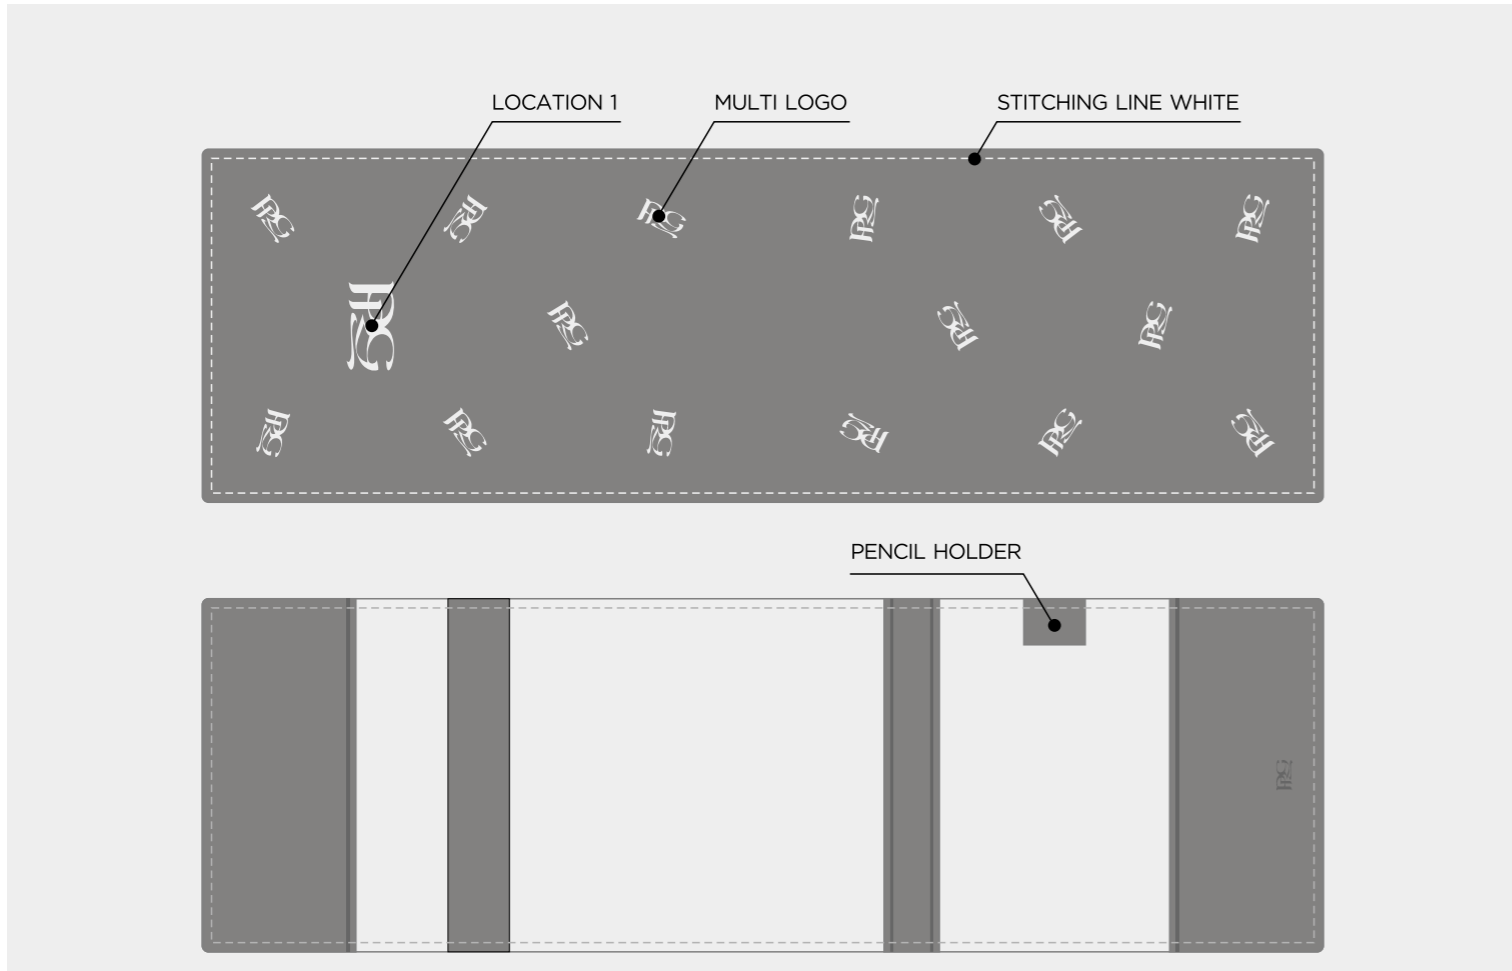 LOCATION 1
MULTI LOGO
STITCHING LINE WHITE
PENCIL HOLDER